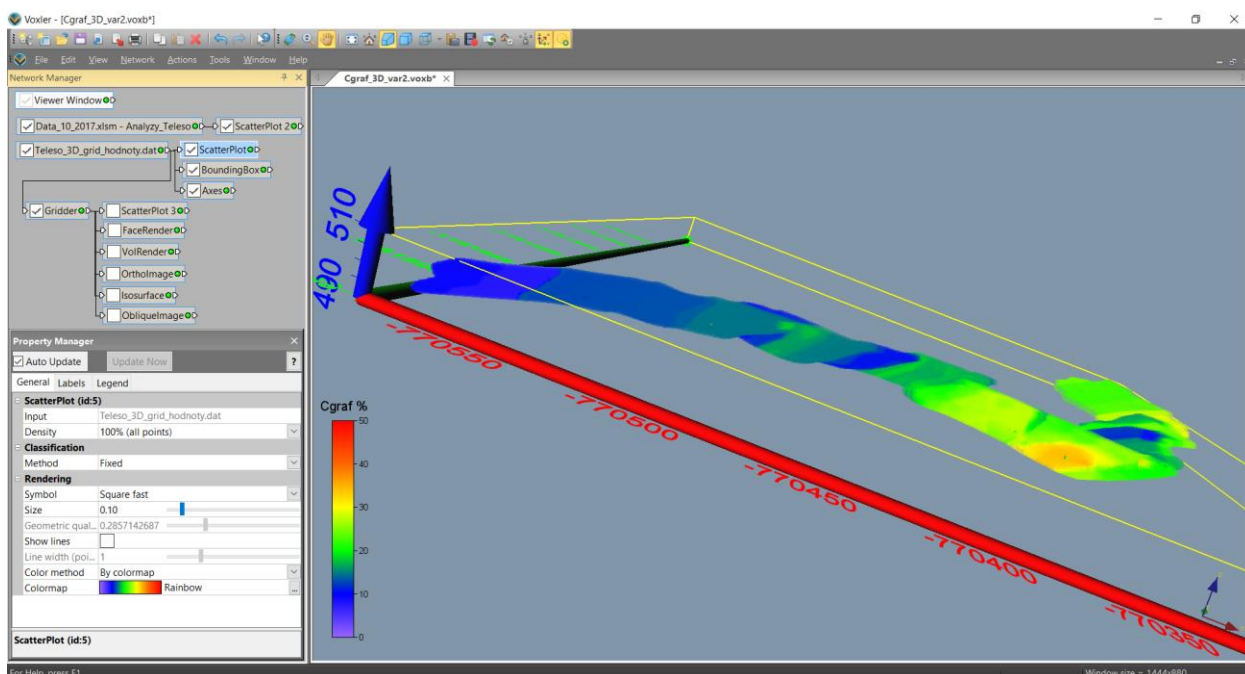 Voxler - [Cgraf_3D_var2.voxb*]
File Edit View Network Actions Tools Window Help
Network Manager
Cgraf_3D_var2.voxb*
Viewer Window
Data_10_2017.xlsm - Analyzy_Teleso
ScatterPlot 2
Teleso_3D_grid_hodnoty.dat
ScatterPlot
BoundingBox
Axes
Gridder
ScatterPlot 3
FaceRender
VolRender
OrthoImage
Isosurface
ObliqueImage
Property Manager
Auto Update Update Now ?
General Labels Legend
ScatterPlot (id:5)
Input Teleso_3D_grid_hodnoty.dat
Density 100% (all points)
Classification
Method Fixed
Rendering
Symbol Square fast
Size 0.10
Geometric qual... 0.2857142687
Show lines
Line width (poi... 1
Color method By colormap
Colormap Rainbow ...
ScatterPlot (id:5)
For Help, press F1
510
490
-770550
-770500
-770450
-770400
-770350
Cgraf %
50
40
30
20
10
0
Window size = 1444x880